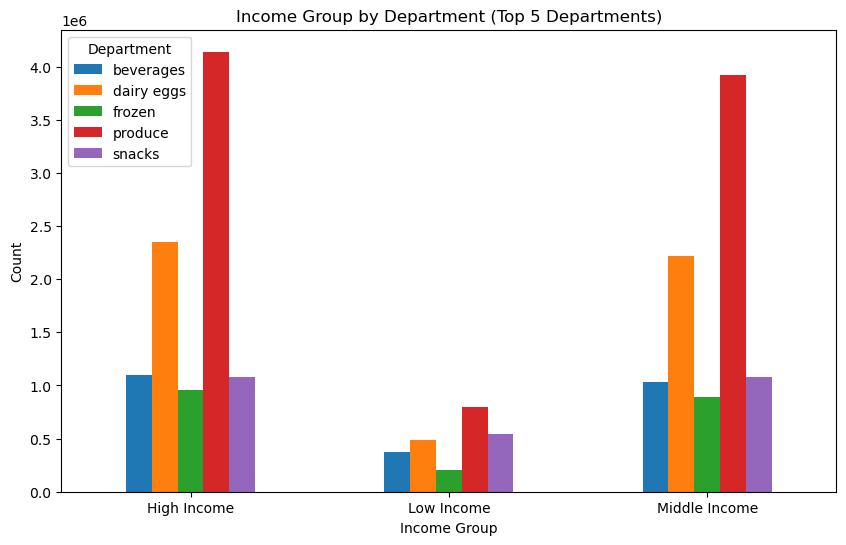 Income Group by Department (Top 5 Departments)
1e6
Department
beverages
dairy eggs
frozen
produce
snacks
4.0
3.5
3.0
2.5
2.0
1.5
1.0
0.5
0.0
Count
High Income
Low Income
Middle Income
Income Group